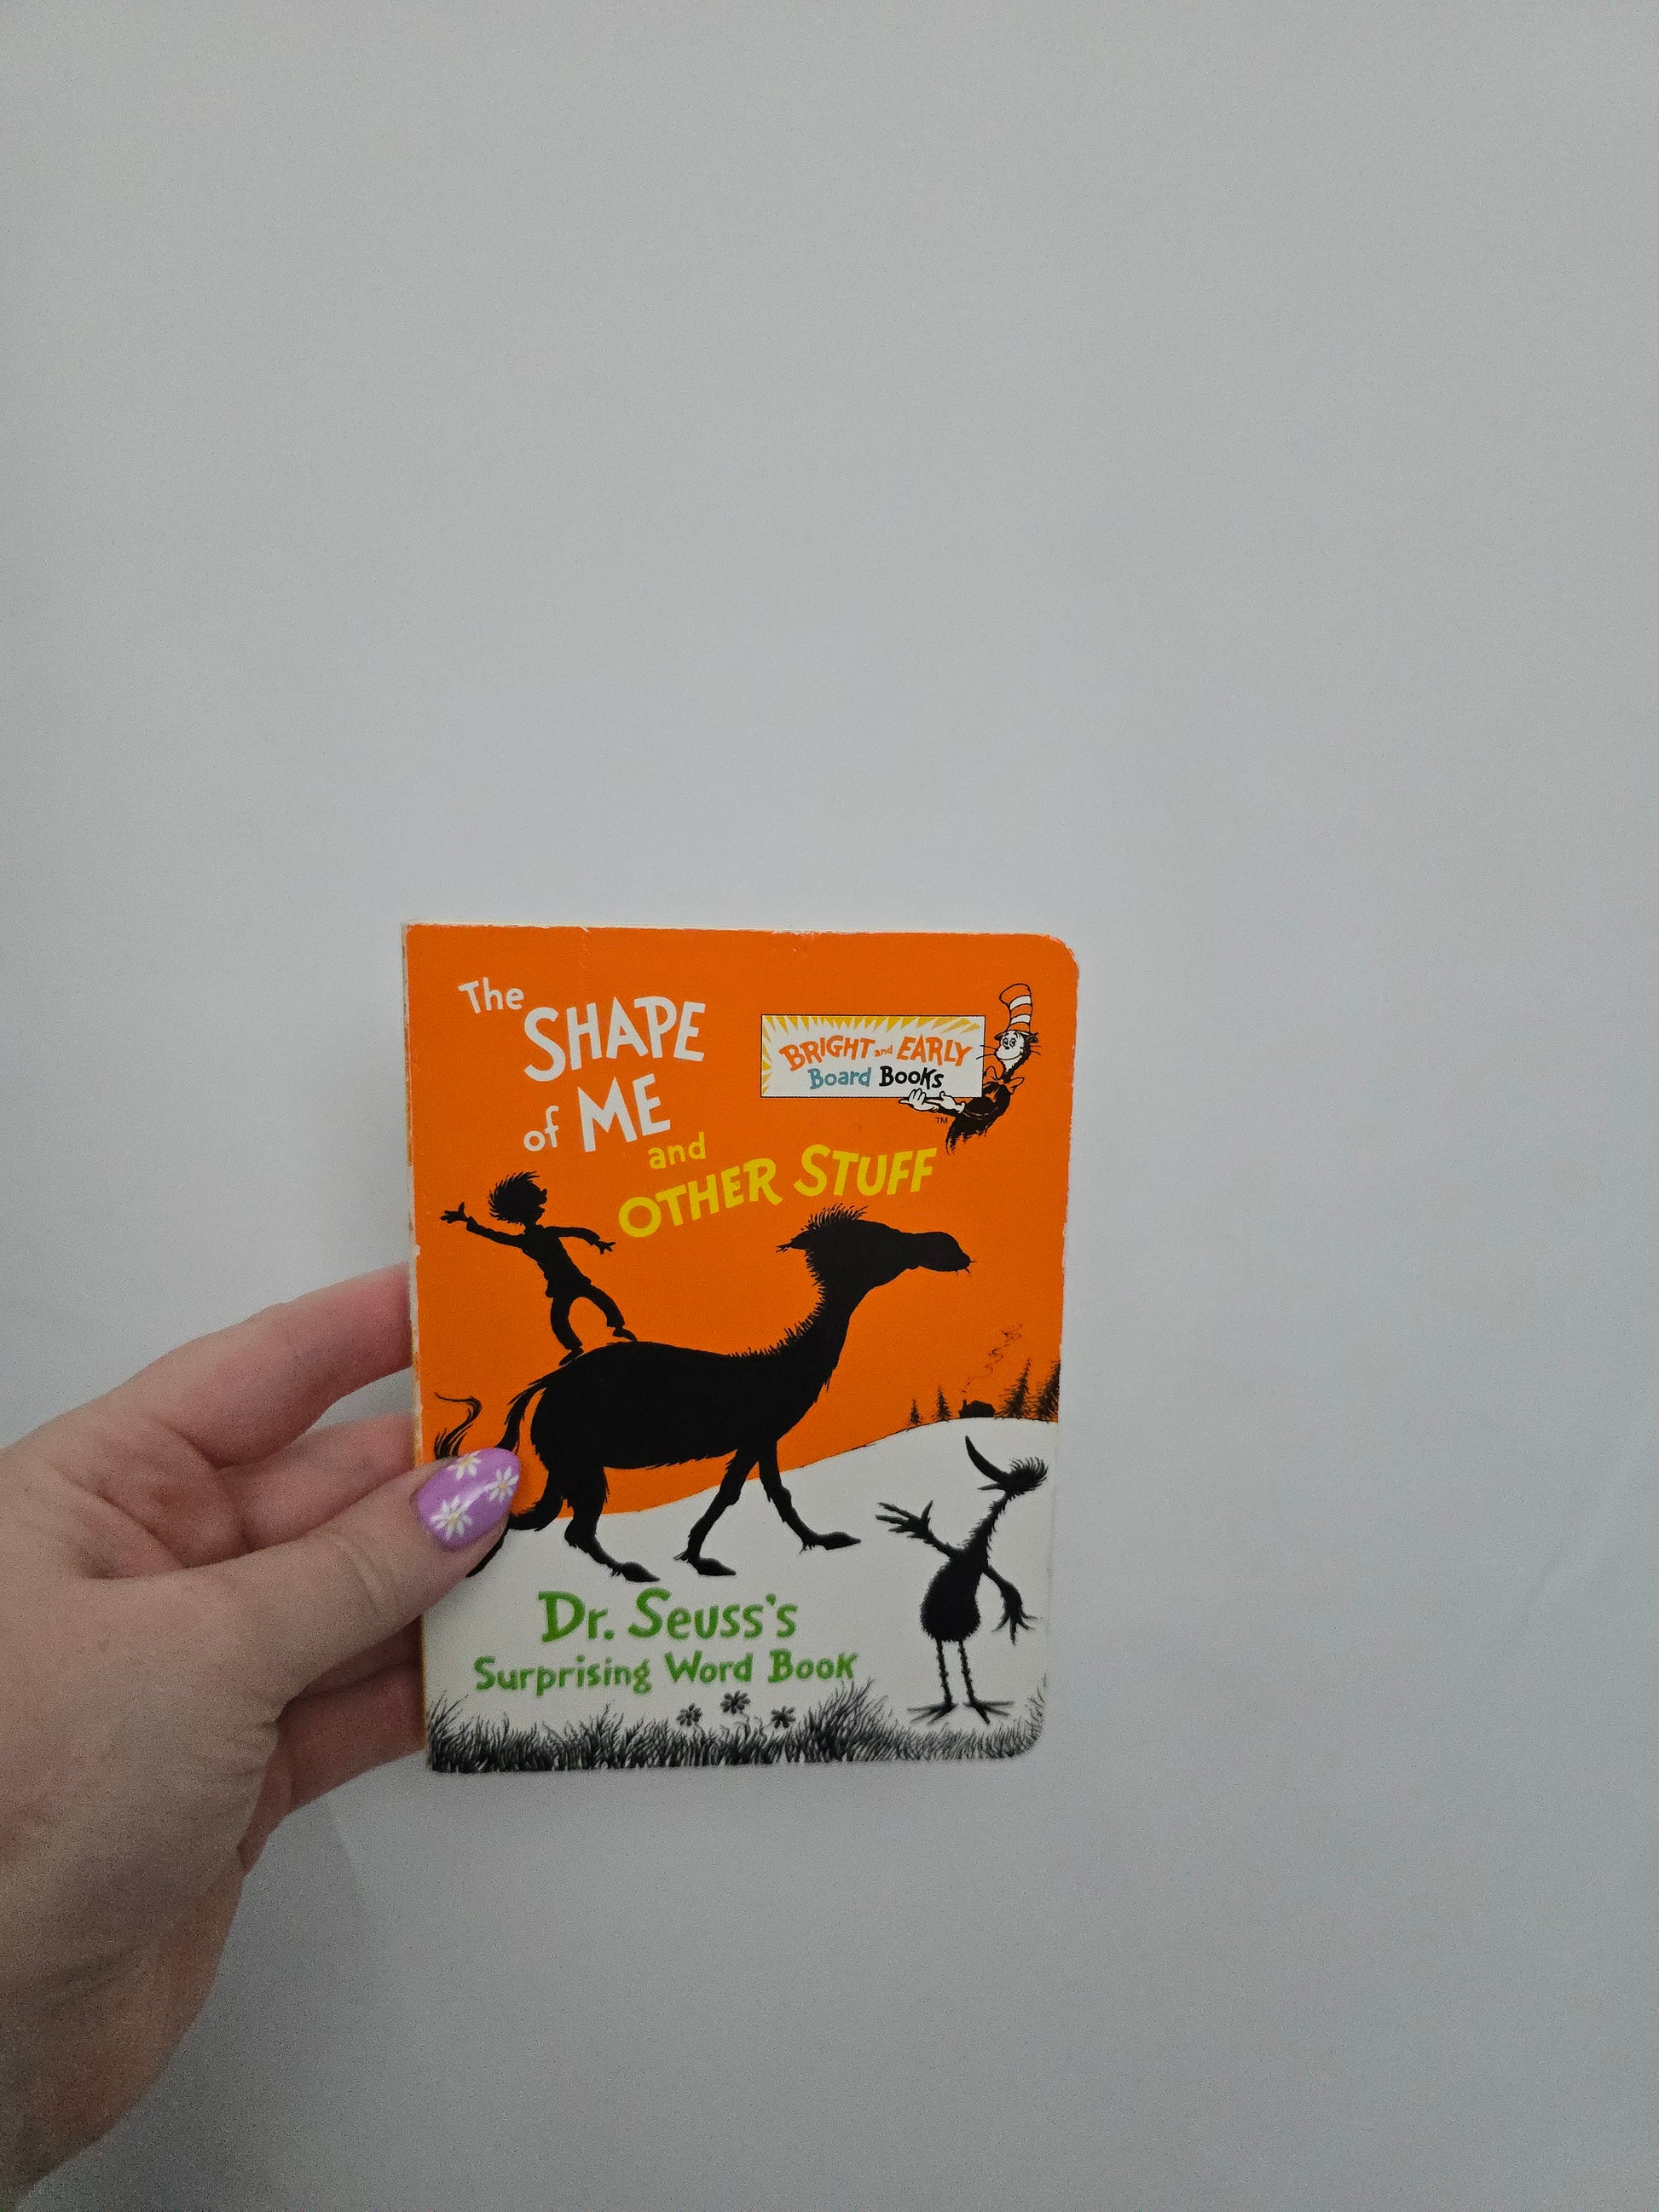 The
SHAPE
of ME
and
OTHER STUFF
BRIGHT and EARLY
Board Books
TM
Dr. Seuss's
Surprising Word Book